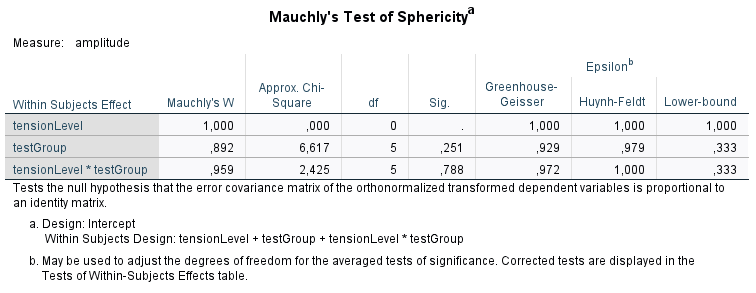 Mauchly's Test of Sphericitya
Measure: amplitude
Epsilonb
Within Subjects Effect Mauchly's W Approx. Chi-Square df Sig. Greenhouse-Geisser Huynh-Feldt Lower-bound
tensionLevel 1,000 ,000 0 . 1,000 1,000 1,000
testGroup ,892 6,617 5 ,251 ,929 ,979 ,333
tensionLevel * testGroup ,959 2,425 5 ,788 ,972 1,000 ,333
Tests the null hypothesis that the error covariance matrix of the orthonormalized transformed dependent variables is proportional to
an identity matrix.
a. Design: Intercept
Within Subjects Design: tensionLevel + testGroup + tensionLevel * testGroup
b. May be used to adjust the degrees of freedom for the averaged tests of significance. Corrected tests are displayed in the
Tests of Within-Subjects Effects table.